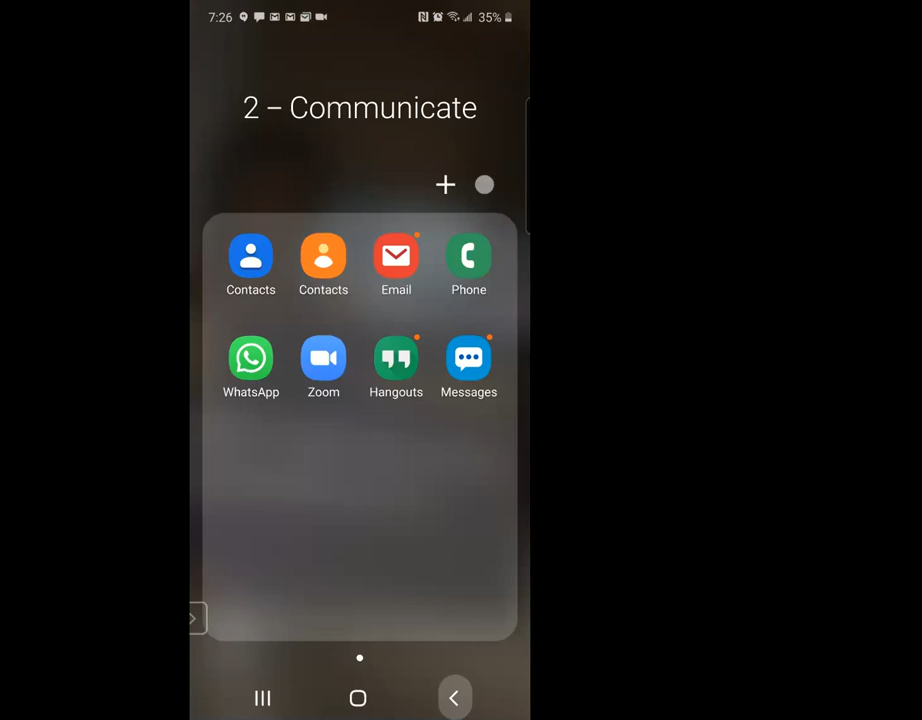 7:26 35%
2 – Communicate
Contacts Contacts Email Phone
WhatsApp Zoom Hangouts Messages